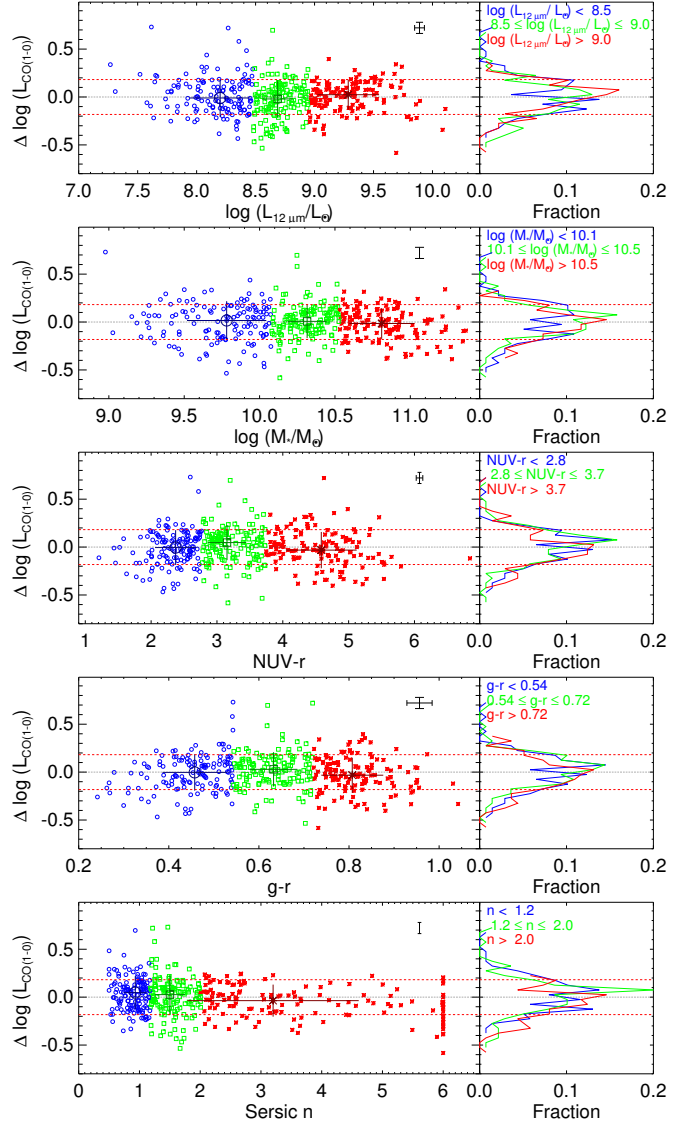 log (L12 μm/L⊙) < 8.5
8.5 ≤ log (L12 μm/L⊙) ≤ 9.0
log (L12 μm/L⊙) > 9.0
Δ log (LCO(1-0))
0.5
0.0
-0.5
7.0 7.5 8.0 8.5 9.0 9.5 10.0
0.0 0.1 0.2
log (L12 μm/L⊙)
Fraction
log (M*/M⊙) < 10.1
10.1 ≤ log (M*/M⊙) ≤ 10.5
log (M*/M⊙) > 10.5
Δ log (LCO(1-0))
0.5
0.0
-0.5
9.0 9.5 10.0 10.5 11.0
0.0 0.1 0.2
log (M*/M⊙)
Fraction
NUV-r < 2.8
2.8 ≤ NUV-r ≤ 3.7
NUV-r > 3.7
Δ log (LCO(1-0))
0.5
0.0
-0.5
1 2 3 4 5 6
0.0 0.1 0.2
NUV-r
Fraction
g-r < 0.54
0.54 ≤ g-r ≤ 0.72
g-r > 0.72
Δ log (LCO(1-0))
0.5
0.0
-0.5
0.2 0.4 0.6 0.8 1.0
0.0 0.1 0.2
g-r
Fraction
n < 1.2
1.2 ≤ n ≤ 2.0
n > 2.0
Δ log (LCO(1-0))
0.5
0.0
-0.5
0 1 2 3 4 5 6
0.0 0.1 0.2
Sersic n
Fraction